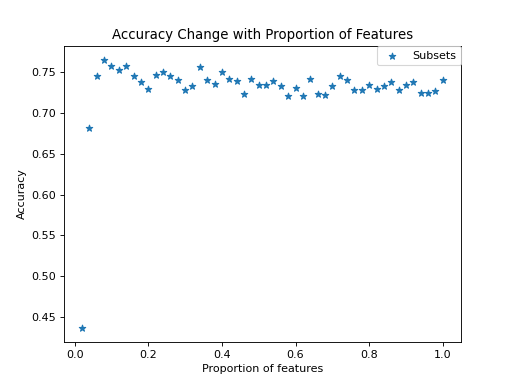 Accuracy Change with Proportion of Features
Subsets
0.75
0.70
0.65
0.60
0.55
0.50
0.45
Accuracy
0.0 0.2 0.4 0.6 0.8 1.0
Proportion of features